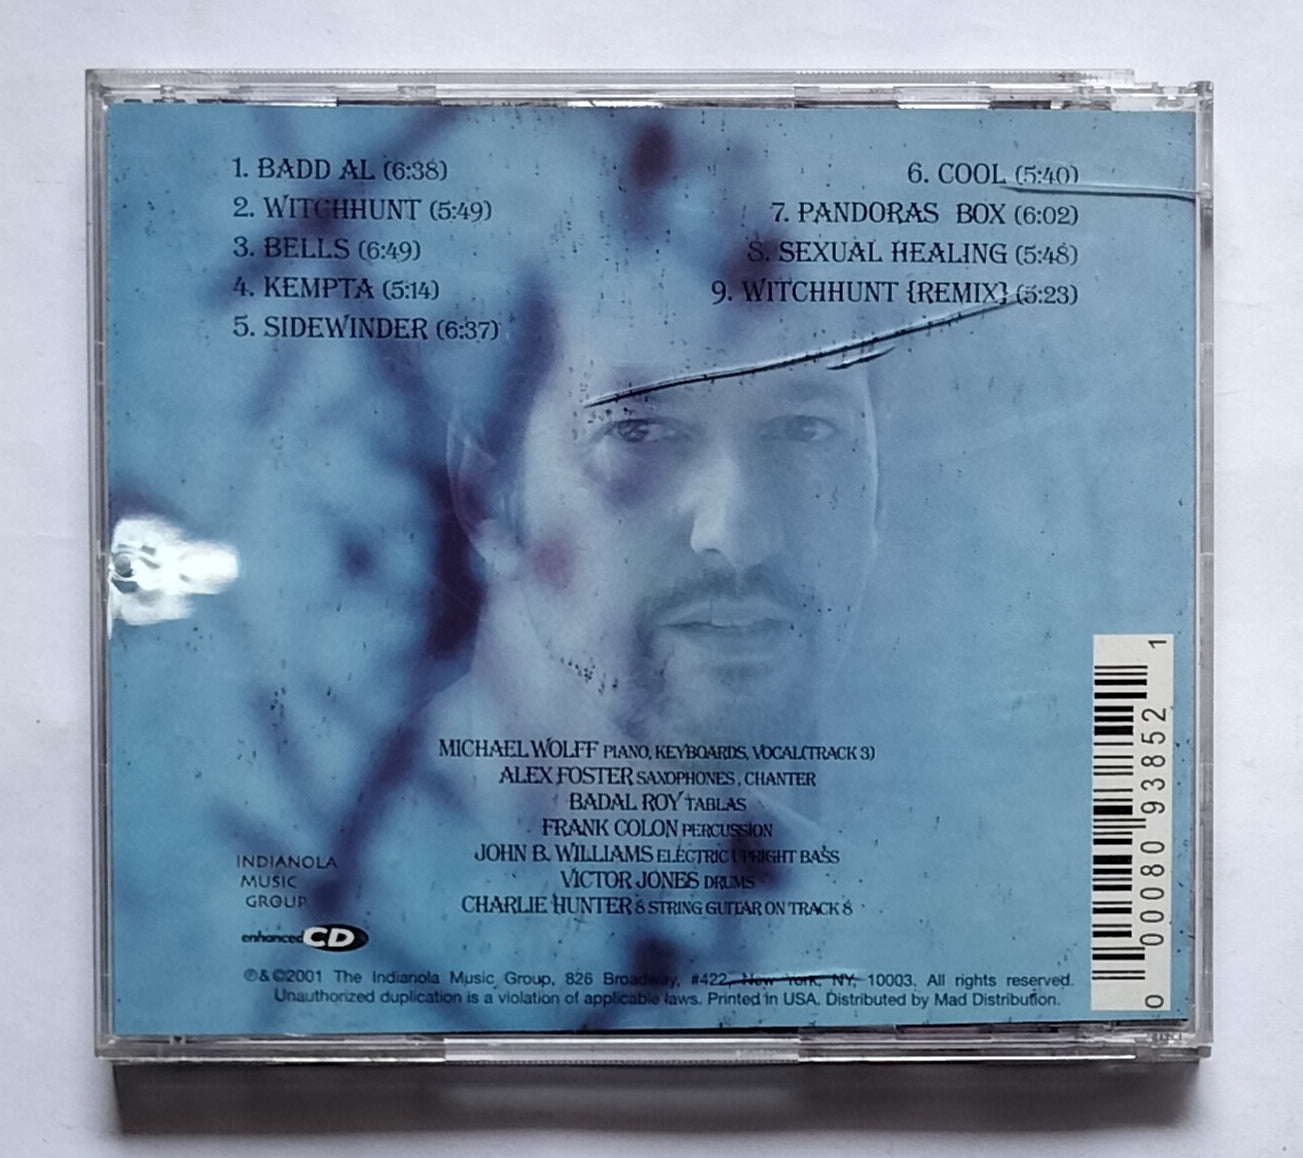 1. BADD AL (6:38)
2. WITCHHUNT (5:49)
3. BELLS (6:49)
4. KEMPTA (5:14)
5. SIDEWINDER (6:37)
6. COOL (5:40)
7. PANDORAS BOX (6:02)
8. SEXUAL HEALING (5:48)
9. WITCHHUNT {REMIX} (5:23)
MICHAEL WOLFF PIANO, KEYBOARDS, VOCAL(TRACK 3)
ALEX FOSTER SAXOPHONES, CHANTER
BADAL ROY TABLAS
FRANK COLON PERCUSSION
JOHN B. WILLIAMS ELECTRIC UPRIGHT BASS
VICTOR JONES DRUMS
CHARLIE HUNTER 8 STRING GUITAR ON TRACK 8
INDIANOLA
MUSIC
GROUP
enhanced CD
℗&©2001 The Indianola Music Group, 826 Broadway, #422, New York, NY, 10003. All rights reserved.
Unauthorized duplication is a violation of applicable laws. Printed in USA. Distributed by Mad Distribution.
0 00080 93852 1